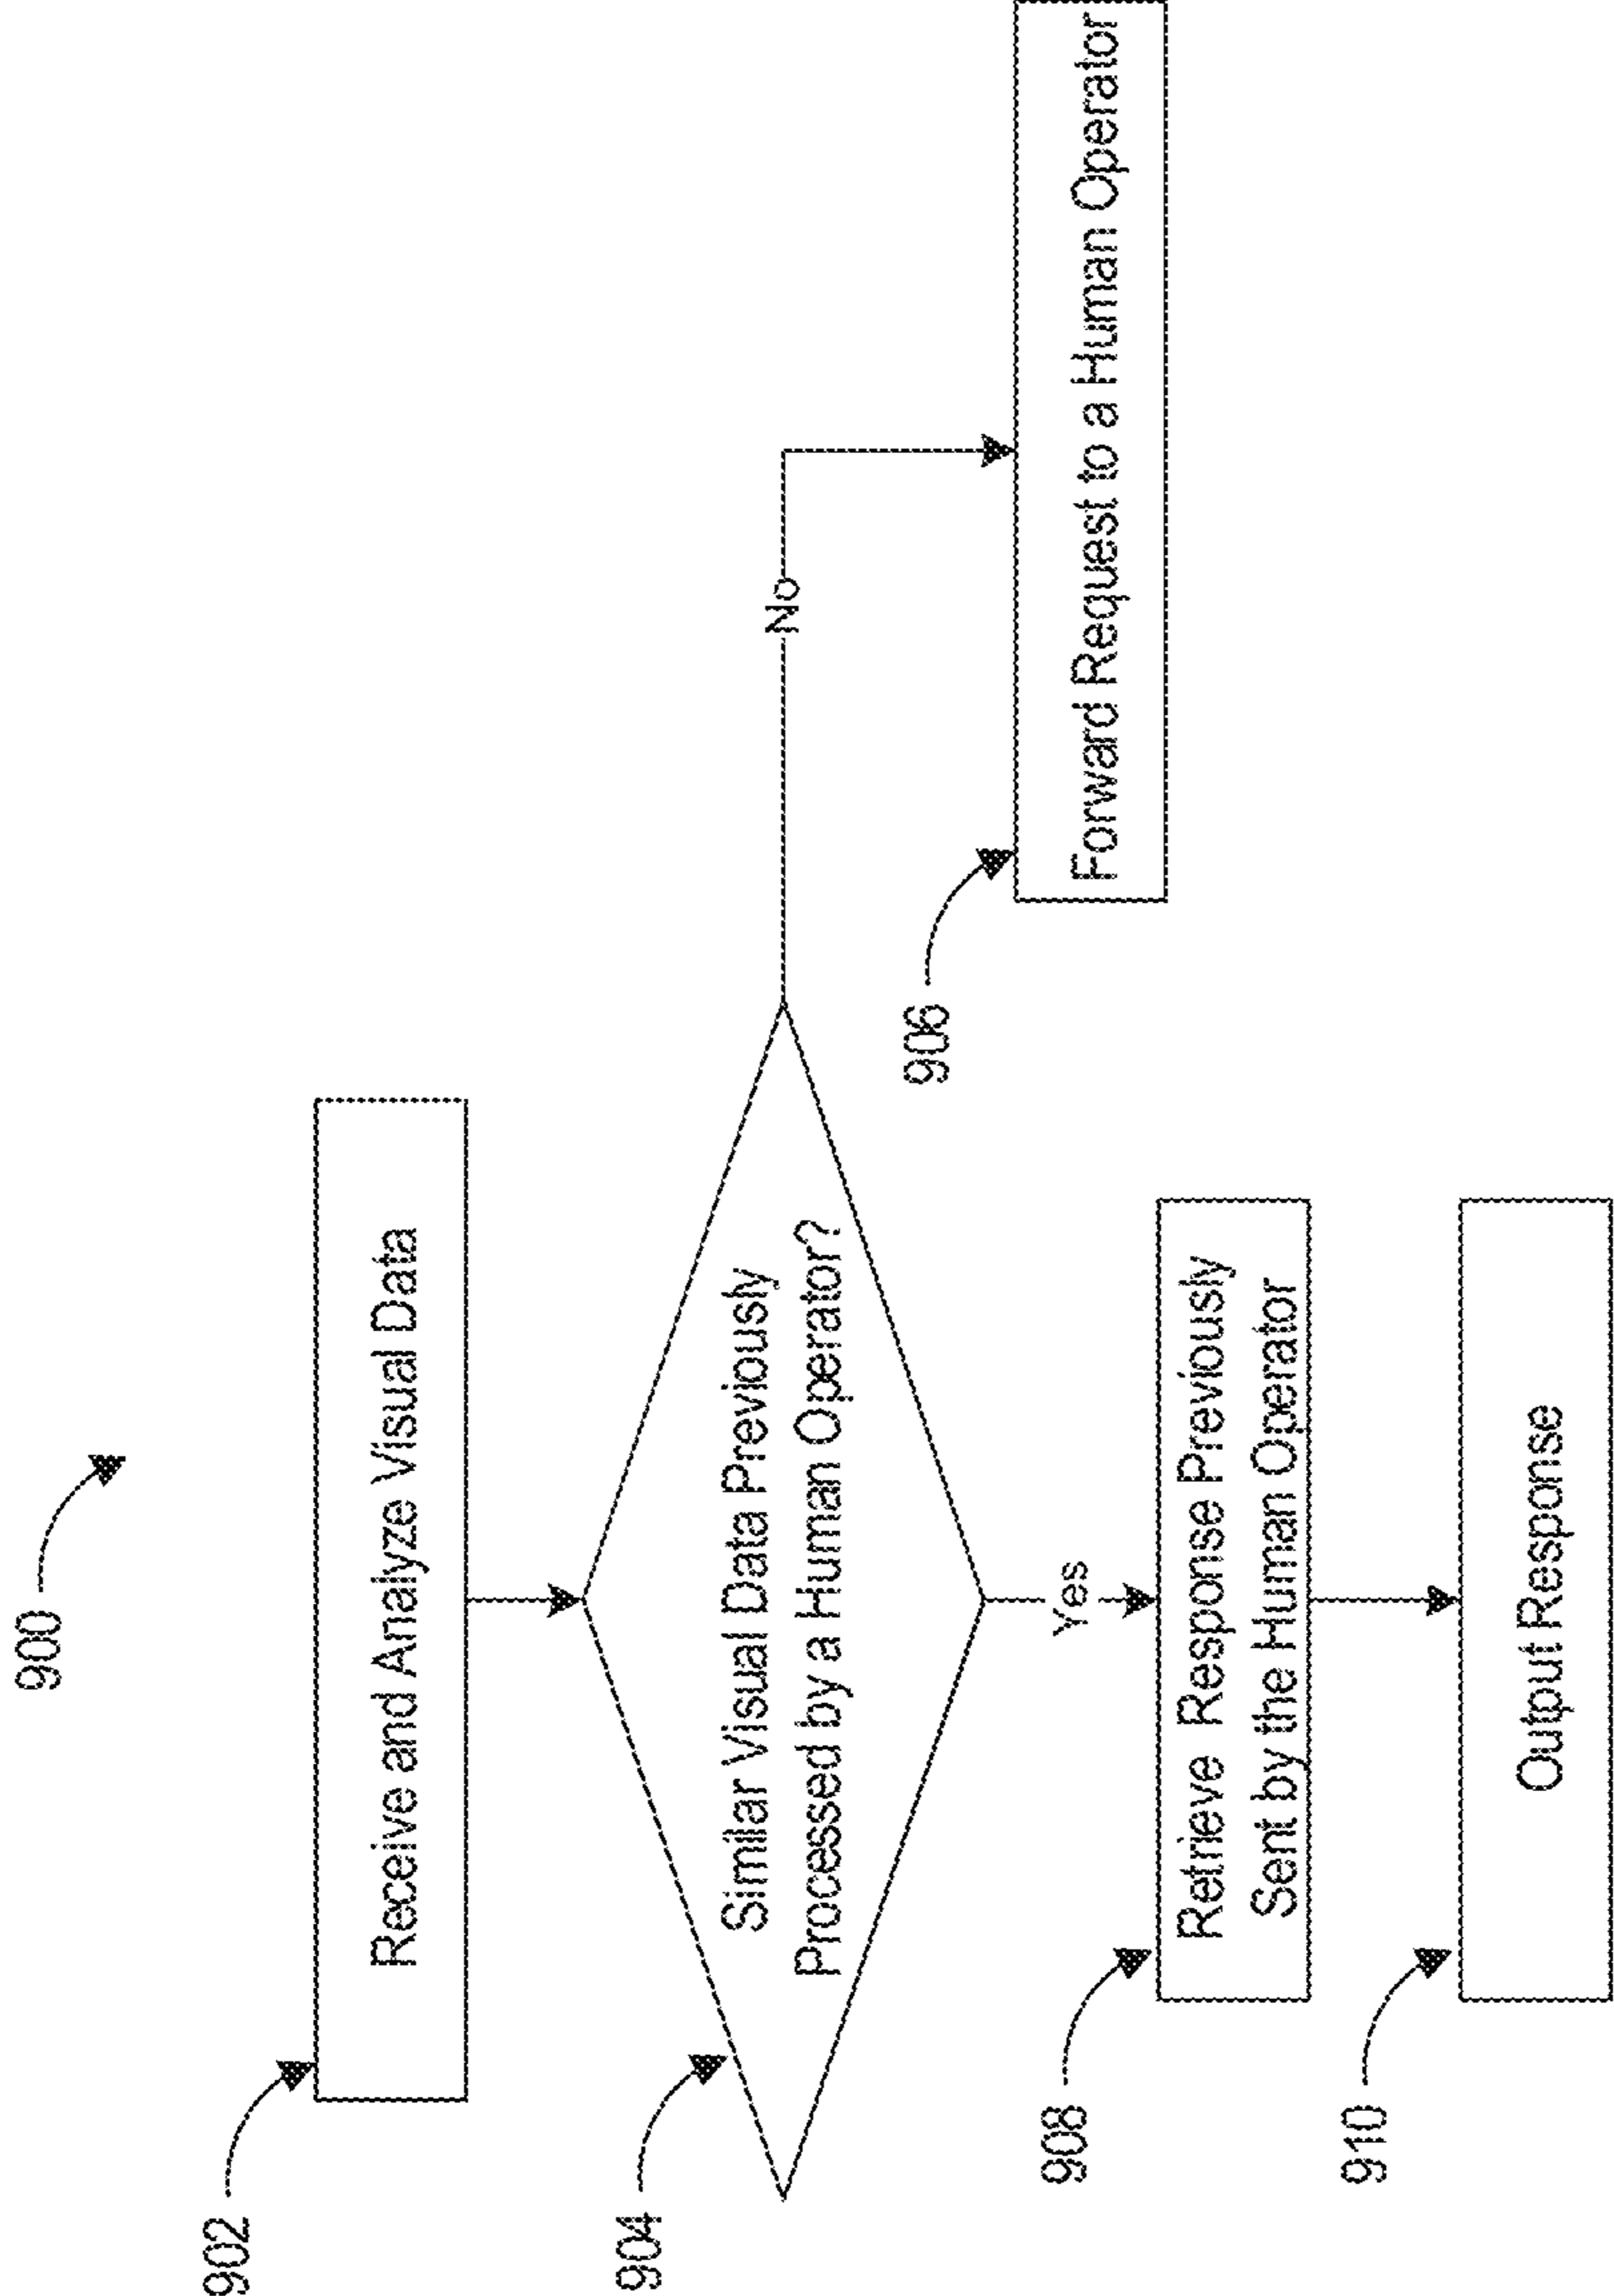 900
902
Receive and Analyze Visual Data
904
Similar Visual Data Previously
Processed by a Human Operator?
No
906
Forward Request to a Human Operator
Yes
908
Retrieve Response Previously
Sent by the Human Operator
910
Output Response